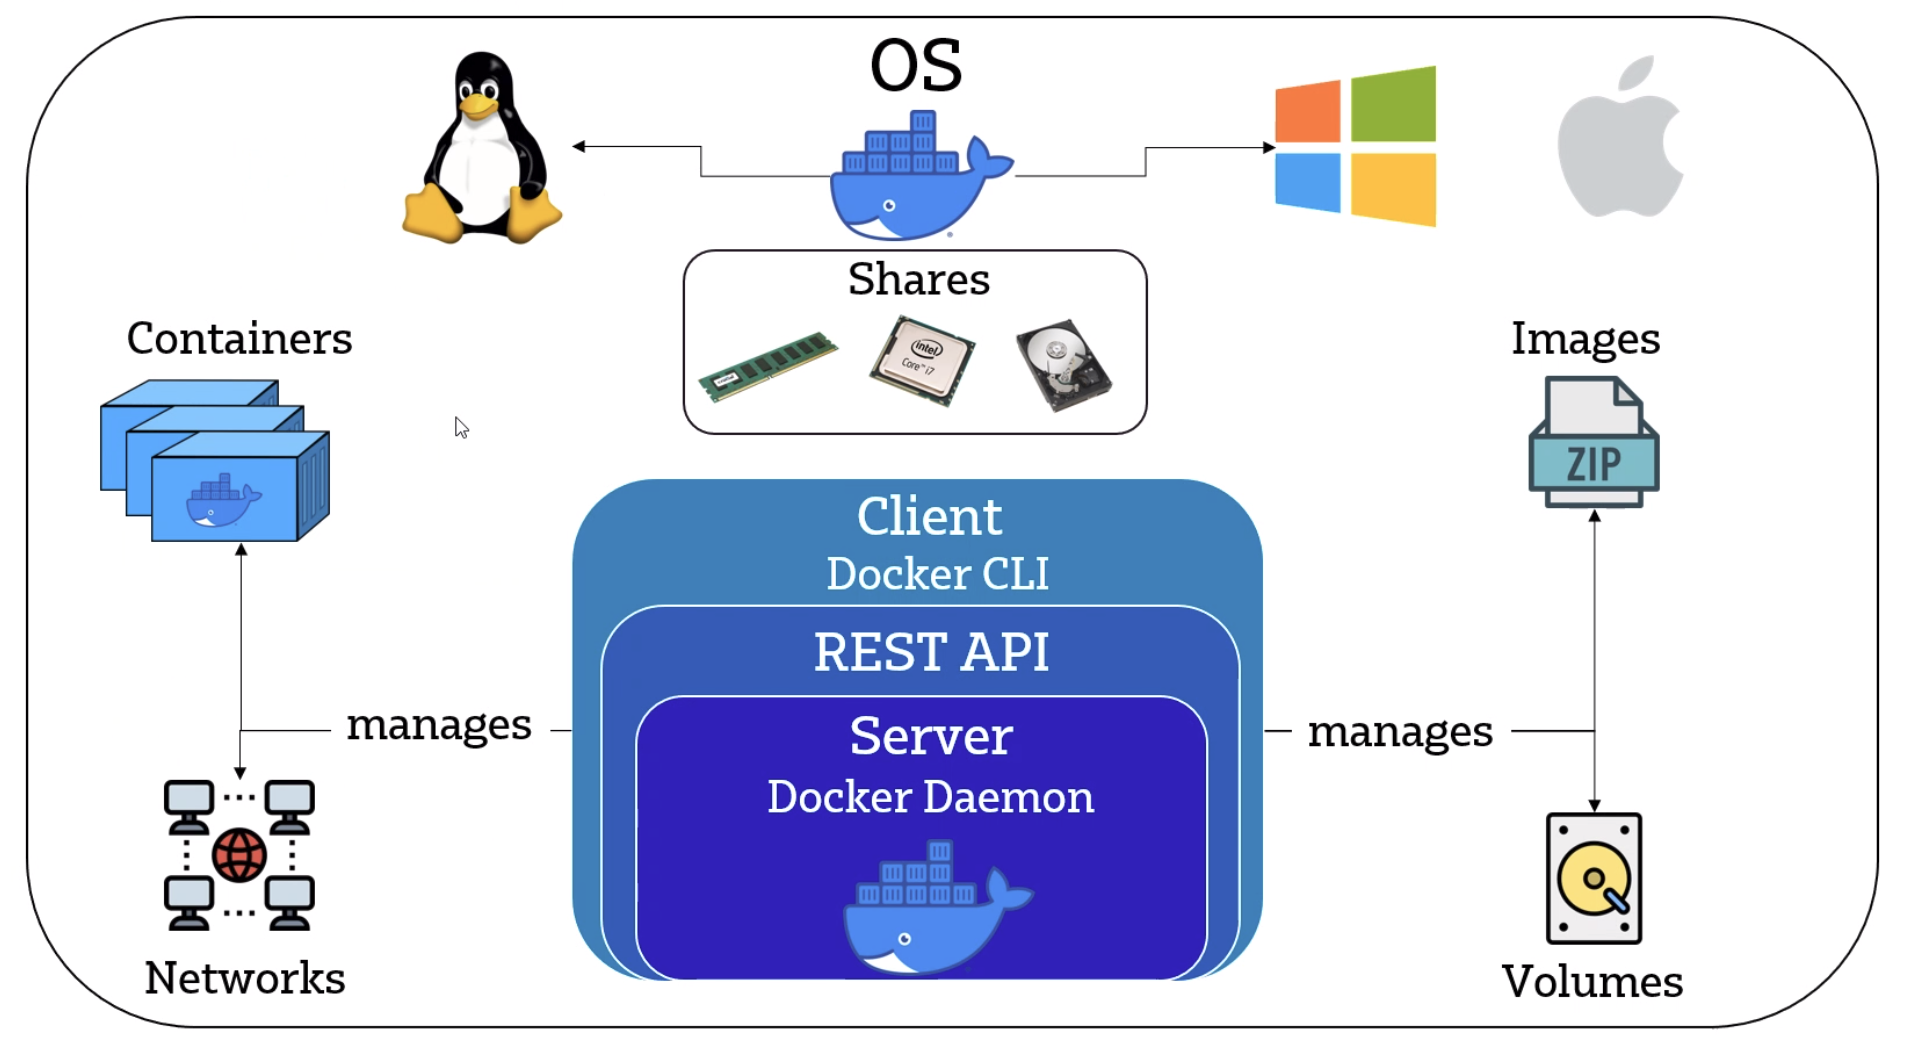 OS
Shares
intel
Core™ i7
Containers
Images
ZIP
Client
Docker CLI
REST API
manages
manages
Server
Docker Daemon
Networks
Volumes